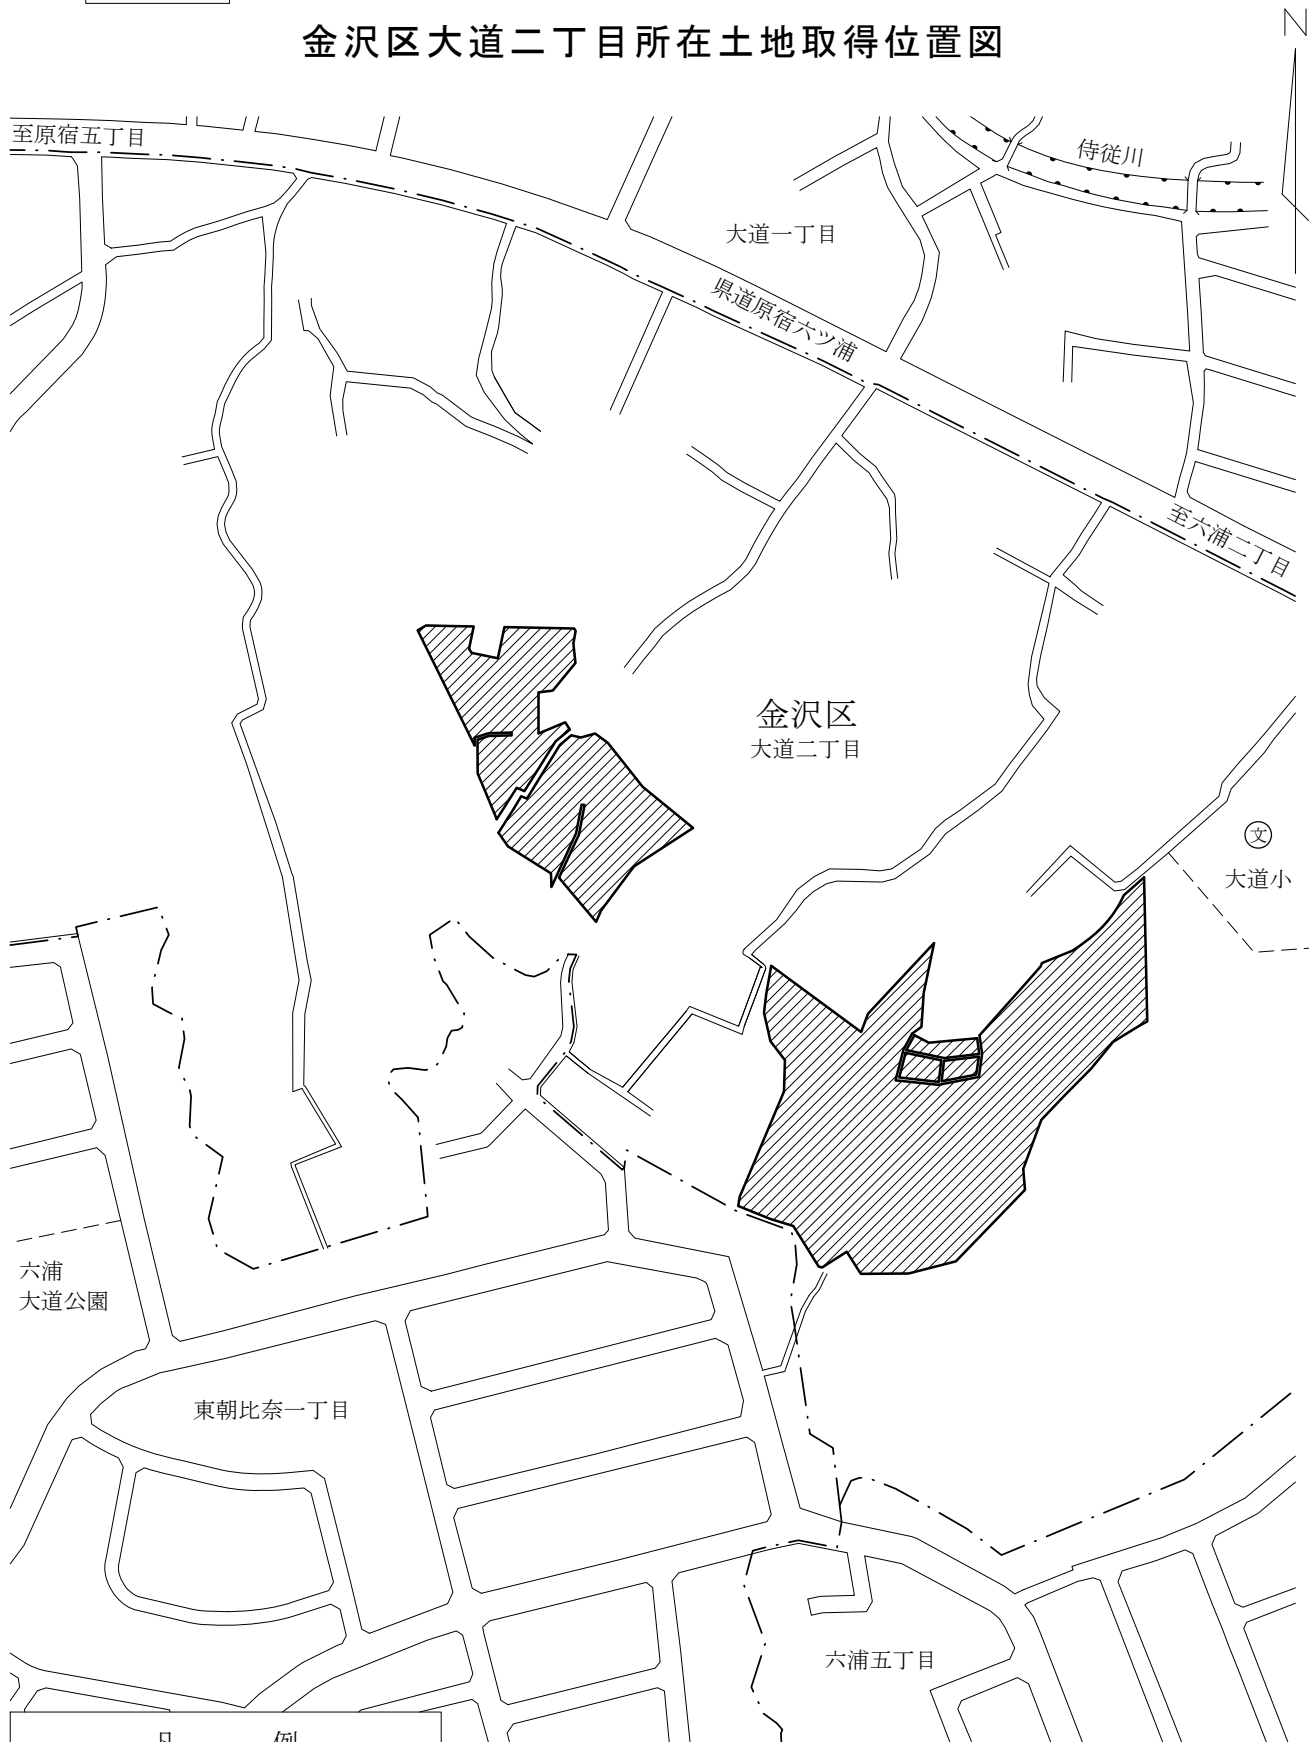 金沢区大道二丁目所在土地取得位置図
N
至原宿五丁目
侍従川
大道一丁目
県道原宿六ツ浦
至六浦二丁目
金沢区
大道二丁目
文
大道小
六浦
大道公園
東朝比奈一丁目
六浦五丁目
凡 例